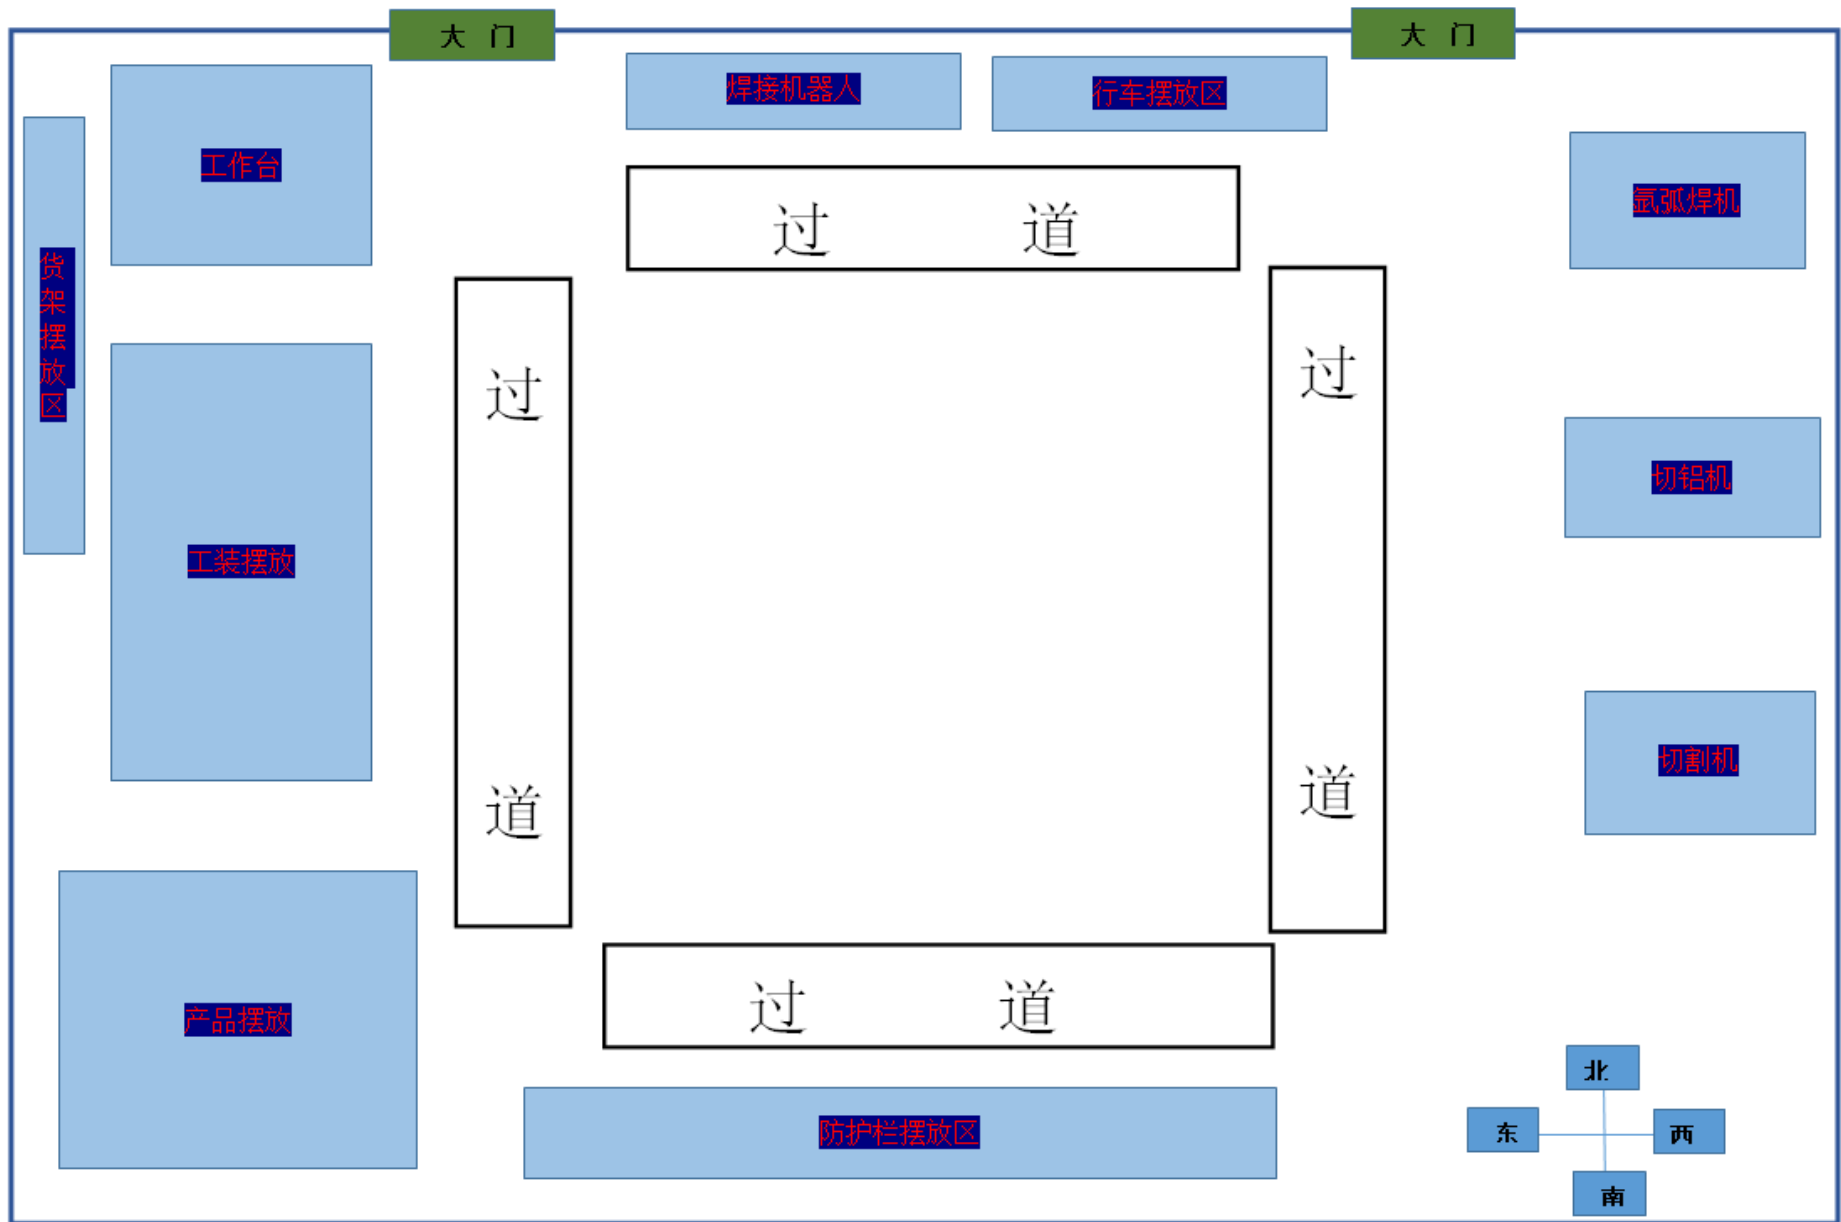 大 门
大 门
焊接机器人
行车摆放区
工作台
氩弧焊机
货架摆放区
过 道
过 道
过 道
切铝机
工装摆放
切割机
产品摆放
过 道
防护栏摆放区
北
东
西
南